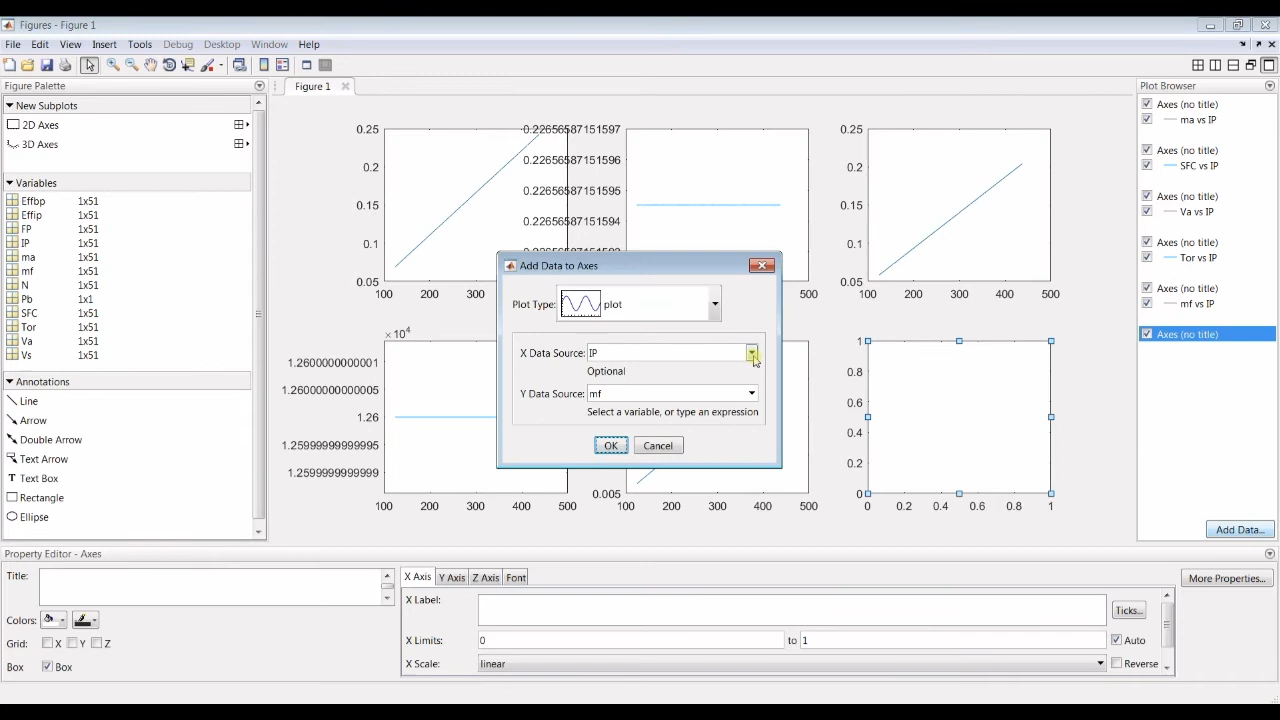 Figures - Figure 1
File Edit View Insert Tools Debug Desktop Window Help
Figure Palette
New Subplots
2D Axes
3D Axes
Variables
Effbp 1x51
Effip 1x51
FP 1x51
IP 1x51
ma 1x51
mf 1x51
N 1x51
Pb 1x1
SFC 1x51
Tor 1x51
Va 1x51
Vs 1x51
Annotations
Line
Arrow
Double Arrow
Text Arrow
Text Box
Rectangle
Ellipse
Figure 1
0.25
0.2
0.15
0.1
0.05
100 200 300 400 500
0.22656587151597
0.22656587151596
0.22656587151595
0.22656587151594
0.25
0.2
0.15
0.1
0.05
100 200 300 400 500
× 10^4
1.2600000000001
1.26000000000005
1.26
1.25999999999995
1.2599999999999
100 200 300 400 500
0.005
100 200 300 400 500
1
0.8
0.6
0.4
0.2
0
0 0.2 0.4 0.6 0.8 1
Add Data to Axes
Plot Type: plot
X Data Source: IP
Optional
Y Data Source: mf
Select a variable, or type an expression
OK Cancel
Plot Browser
Axes (no title)
ma vs IP
Axes (no title)
SFC vs IP
Axes (no title)
Va vs IP
Axes (no title)
Tor vs IP
Axes (no title)
mf vs IP
Axes (no title)
Add Data...
Property Editor - Axes
Title:
Colors:
Grid: X Y Z
Box: Box
X Axis Y Axis Z Axis Font
X Label:
Ticks...
X Limits: 0 to 1 Auto
X Scale: linear Reverse
More Properties...